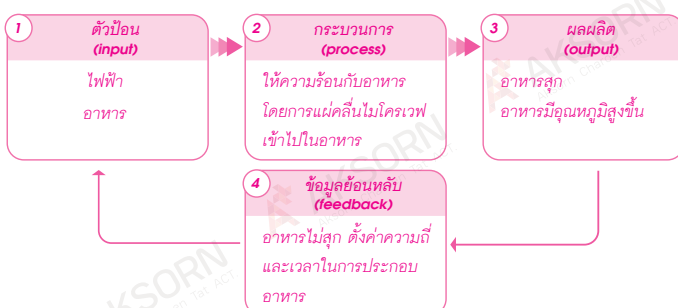 1
ตัวป้อน
(input)
ไฟฟ้า
อาหาร
2
กระบวนการ
(process)
ให้ความร้อนกับอาหาร
โดยการแผ่คลื่นไมโครเวฟ
เข้าไปในอาหาร
3
ผลผลิต
(output)
อาหารสุก
อาหารมีอุณหภูมิสูงขึ้น
4
ข้อมูลย้อนหลับ
(feedback)
อาหารไม่สุก ตั้งค่าความถี่
และเวลาในการประกอบ
อาหาร
AKSORN
AKSORN
AKSORN